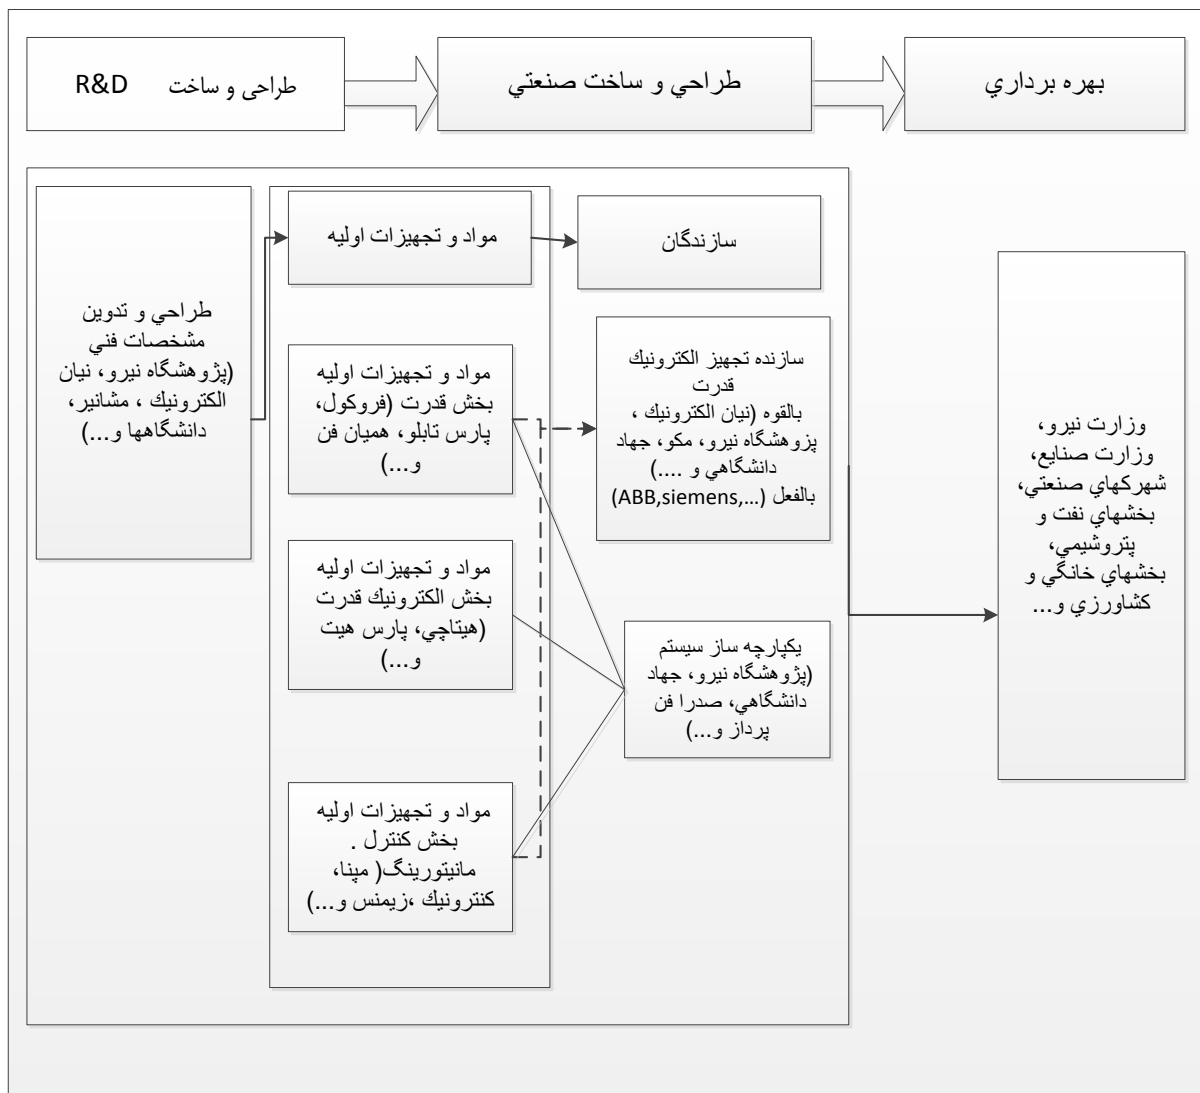 طراحی و ساخت R&D
طراحي و ساخت صنعتي
بهره برداري
طراحي و تدوين
مشخصات فني
(پژوهشگاه نيرو، نيان
الكترونيك ، مشانير،
دانشگاهها و...)
مواد و تجهيزات اوليه
سازندگان
مواد و تجهيزات اوليه
بخش قدرت (فروكول،
پارس تابلو، هميان فن
و...)
سازنده تجهيز الكترونيك
قدرت
بالقوه (نيان الكترونيك ،
پزوهشگاه نيرو، مكو، جهاد
دانشگاهي و ....)
بالفعل (ABB,siemens,…)
مواد و تجهيزات اوليه
بخش الكترونيك قدرت
(هيتاچي، پارس هيت
و...)
يكپارچه ساز سيستم
(پژوهشگاه نيرو، جهاد
دانشگاهي، صدرا فن
پرداز و...)
مواد و تجهيزات اوليه
بخش كنترل .
مانيتورينگ( مپنا،
كنترونيك ،زيمنس و...)
وزارت نيرو،
وزارت صنايع،
شهركهاي صنعتي،
بخشهاي نفت و
پتروشيمي،
بخشهاي خانگي و
كشاورزي و...